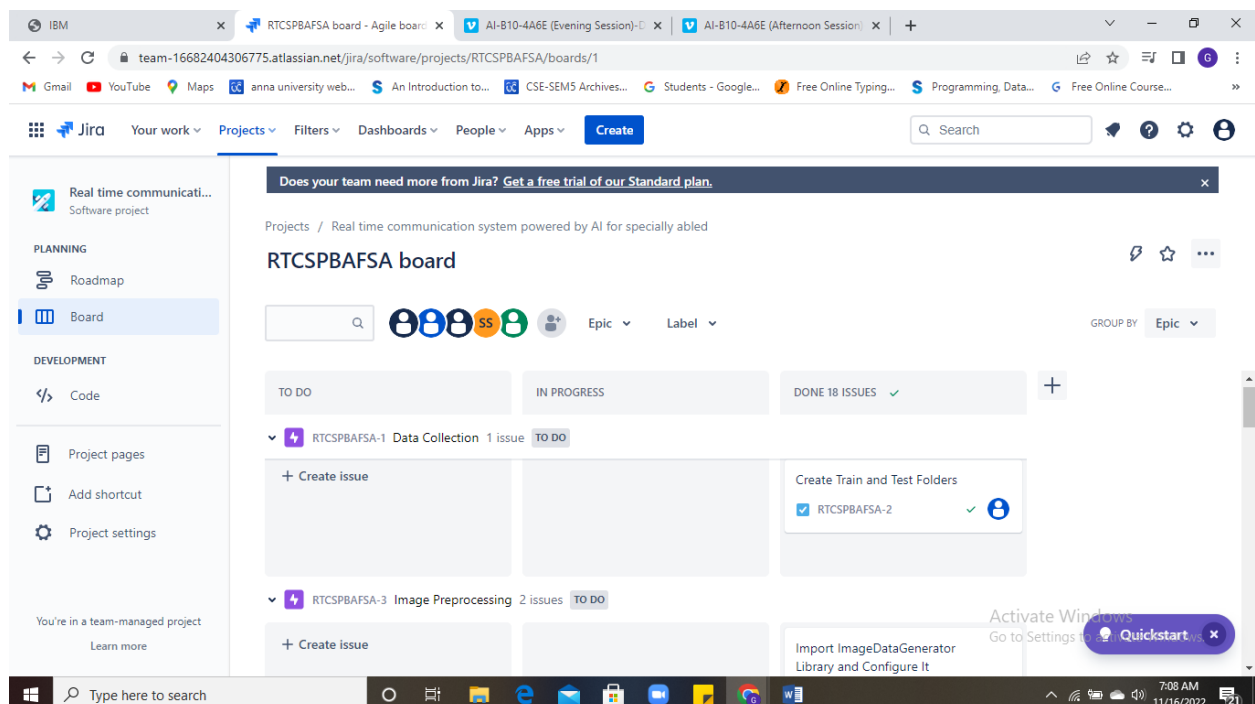 IBM
RTCSPBAFSA board - Agile board
AI-B10-4A6E (Evening Session)-D
AI-B10-4A6E (Afternoon Session)
team-16682404306775.atlassian.net/jira/software/projects/RTCSPBAFSA/boards/1
G
Gmail YouTube Maps anna university web... An Introduction to... CSE-SEM5 Archives... Students - Google... Free Online Typing... Programming, Data... Free Online Course... »
Jira Your work Projects Filters Dashboards People Apps Create Search
Does your team need more from Jira? Get a free trial of our Standard plan.
Real time communicati...
Software project
Projects / Real time communication system powered by AI for specially abled
PLANNING
RTCSPBAFSA board
Roadmap
Board
SS Epic Label GROUP BY Epic
DEVELOPMENT
Code
TO DO IN PROGRESS DONE 18 ISSUES
RTCSPBAFSA-1 Data Collection 1 issue TO DO
Project pages
+ Create issue
Create Train and Test Folders
Add shortcut
RTCSPBAFSA-2
Project settings
RTCSPBAFSA-3 Image Preprocessing 2 issues TO DO
You're in a team-managed project
Learn more
+ Create issue
Import ImageDataGenerator
Library and Configure It
Activate Windows
Go to Settings to
Quickstart
Type here to search
7:08 AM
11/16/2022
21